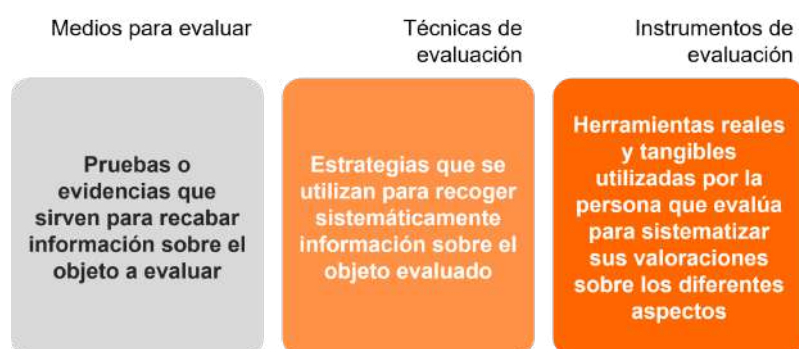 Medios para evaluar
Técnicas de
evaluación
Instrumentos de
evaluación
Pruebas o
evidencias que
sirven para recabar
información sobre el
objeto a evaluar
Estrategias que se
utilizan para recoger
sistemáticamente
información sobre el
objeto evaluado
Herramientas reales
y tangibles
utilizadas por la
persona que evalúa
para sistematizar
sus valoraciones
sobre los diferentes
aspectos